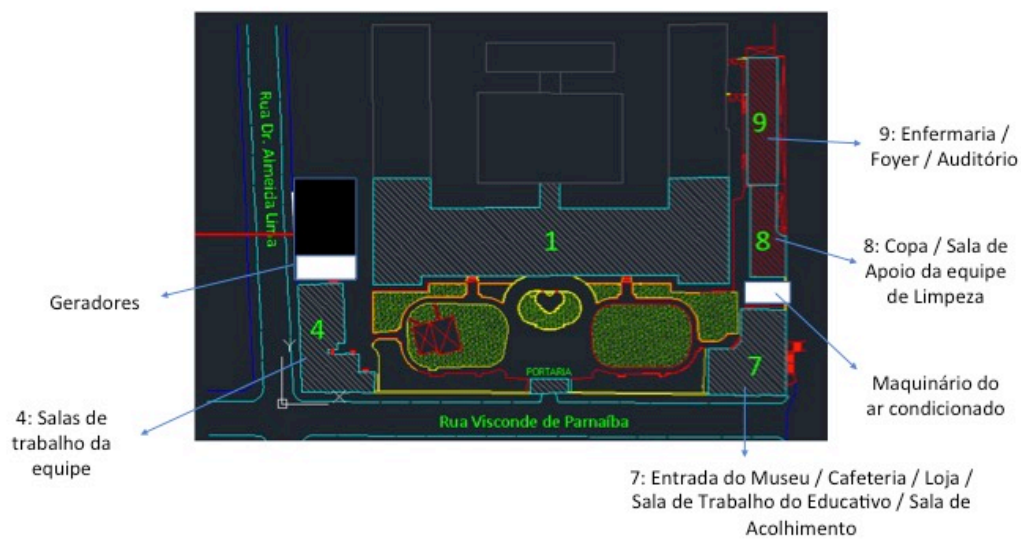 Rua Dr. Almeida Lima
9
9: Enfermaria /
Foyer / Auditório
1
8
8: Copa / Sala de
Apoio da equipe
de Limpeza
Geradores
4
Y
X
PORTARIA
7
Maquinário do
ar condicionado
4: Salas de
trabalho da
equipe
Rua Visconde de Parnaíba
7: Entrada do Museu / Cafeteria / Loja /
Sala de Trabalho do Educativo / Sala de
Acolhimento